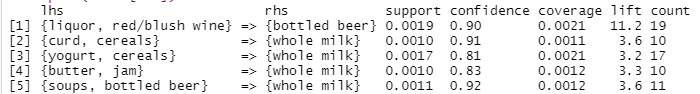 lhs rhs support confidence coverage lift count
[1] {liquor, red/blush wine} => {bottled beer} 0.0019 0.90 0.0021 11.2 19
[2] {curd, cereals} => {whole milk} 0.0010 0.91 0.0011 3.6 10
[3] {yogurt, cereals} => {whole milk} 0.0017 0.81 0.0021 3.2 17
[4] {butter, jam} => {whole milk} 0.0010 0.83 0.0012 3.3 10
[5] {soups, bottled beer} => {whole milk} 0.0011 0.92 0.0012 3.6 11